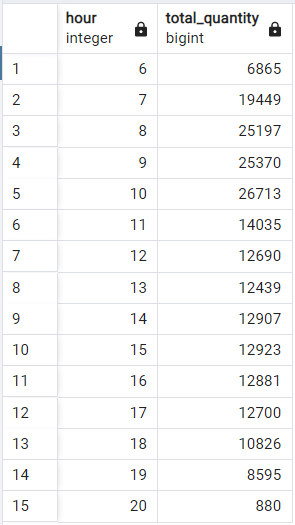 hour total_quantity
integer bigint
1 6 6865
2 7 19449
3 8 25197
4 9 25370
5 10 26713
6 11 14035
7 12 12690
8 13 12439
9 14 12907
10 15 12923
11 16 12881
12 17 12700
13 18 10826
14 19 8595
15 20 880